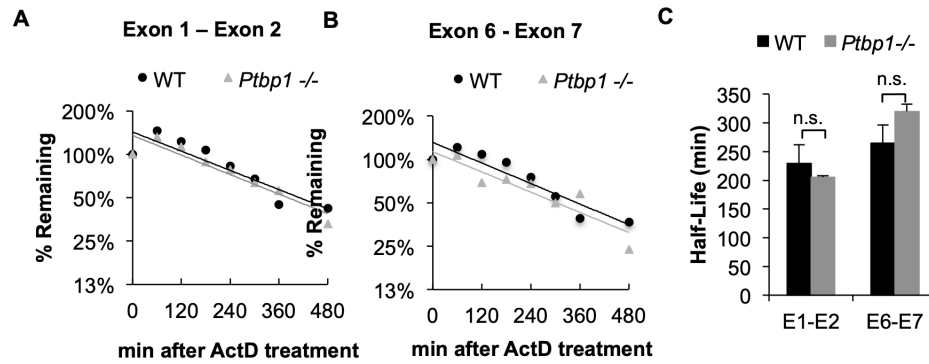 A
Exon 1 – Exon 2
WT
Ptbp1 -/-
% Remaining
200%
100%
50%
25%
13%
0 120 240 360 480
min after ActD treatment
B
Exon 6 - Exon 7
WT
Ptbp1 -/-
% Remaining
200%
100%
50%
25%
13%
0 120 240 360 480
min after ActD treatment
C
WT
Ptbp1-/-
n.s.
n.s.
Half-Life (min)
350
300
250
200
350
100
50
0
E1-E2 E6-E7